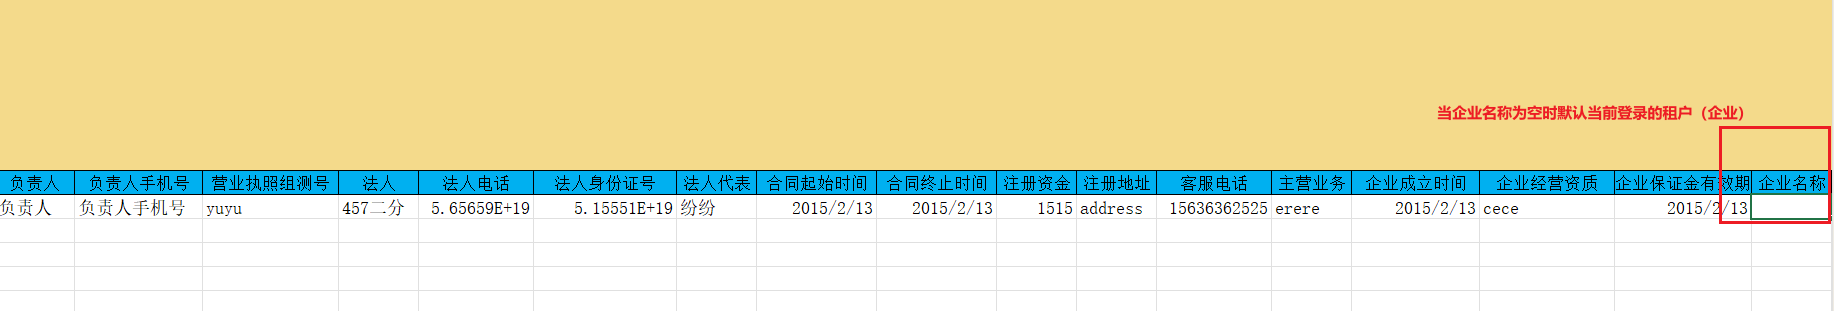 当企业名称为空时默认当前登录的租户（企业）
负责人 负责人手机号 营业执照组测号 法人 法人电话 法人身份证号 法人代表 合同起始时间 合同终止时间 注册资金 注册地址 客服电话 主营业务 企业成立时间 企业经营资质 企业保证金有效期 企业名称
负责人 负责人手机号 yuyu 457二分 5.65659E+19 5.15551E+19 纷纷 2015/2/13 2015/2/13 1515 address 15636362525 erere 2015/2/13 cece 2015/2/13